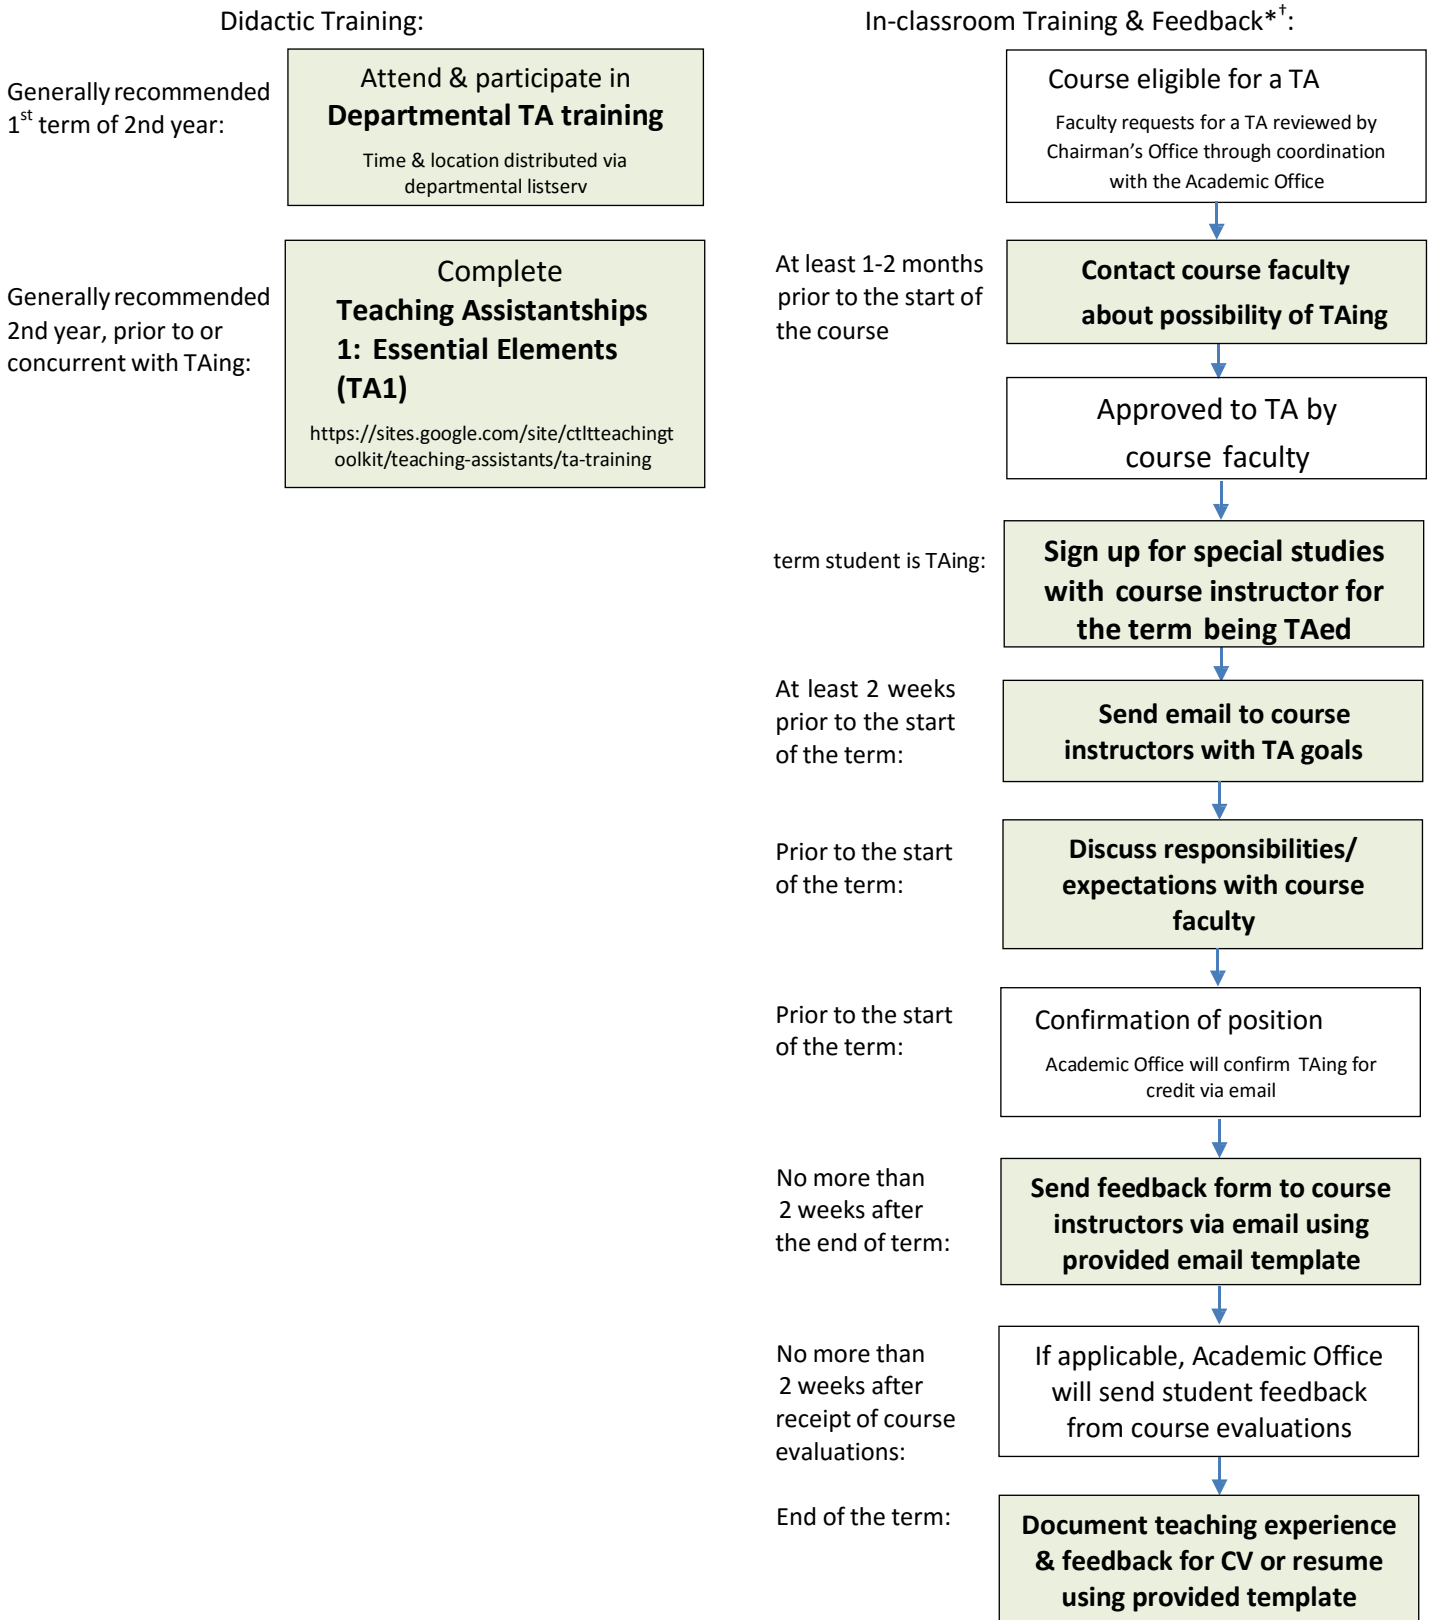 Didactic Training:
Generally recommended
1st term of 2nd year:
Attend & participate in
Departmental TA training
Time & location distributed via
departmental listserv
Generally recommended
2nd year, prior to or
concurrent with TAing:
Complete
Teaching Assistantships
1: Essential Elements
(TA1)
https://sites.google.com/site/ctltteachingt
oolkit/teaching-assistants/ta-training
In-classroom Training & Feedback*†:
Course eligible for a TA
Faculty requests for a TA reviewed by
Chairman’s Office through coordination
with the Academic Office
At least 1-2 months
prior to the start of
the course
Contact course faculty
about possibility of TAing
Approved to TA by
course faculty
term student is TAing:
Sign up for special studies
with course instructor for
the term being TAed
At least 2 weeks
prior to the start
of the term:
Send email to course
instructors with TA goals
Prior to the start
of the term:
Discuss responsibilities/
expectations with course
faculty
Prior to the start
of the term:
Confirmation of position
Academic Office will confirm TAing for
credit via email
No more than
2 weeks after
the end of term:
Send feedback form to course
instructors via email using
provided email template
No more than
2 weeks after
receipt of course
evaluations:
If applicable, Academic Office
will send student feedback
from course evaluations
End of the term:
Document teaching experience
& feedback for CV or resume
using provided template